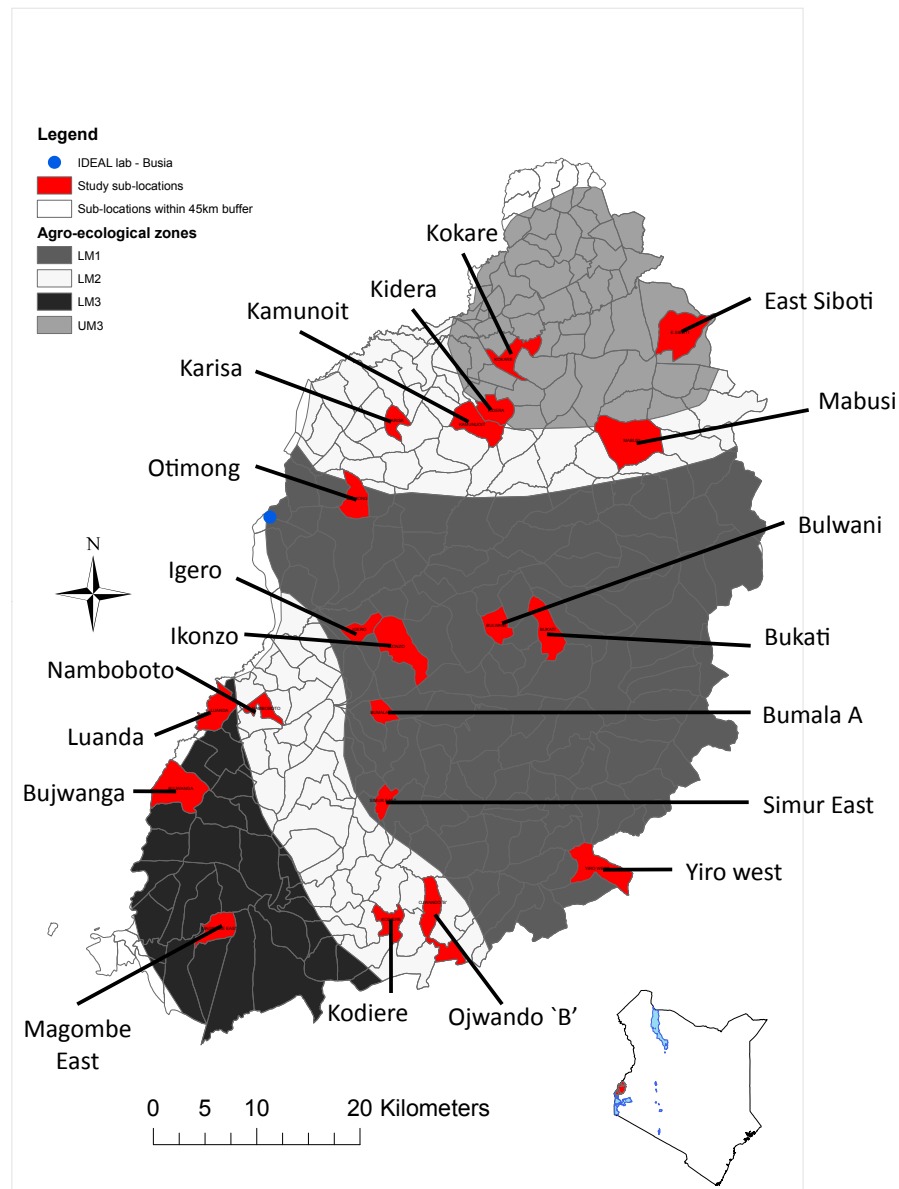 Legend
IDEAL lab - Busia
Study sub-locations
Sub-locations within 45km buffer
Agro-ecological zones
LM1
LM2
LM3
UM3
Kokare
Kidera
Kamunoit
East Siboti
Karisa
Mabusi
Otimong
Bulwani
N
Igero
Ikonzo
Bukati
Namboboto
Luanda
Bumala A
Bujwanga
Simur East
Yiro west
Kodiere
Ojwando `B'
Magombe
East
0 5 10 20 Kilometers